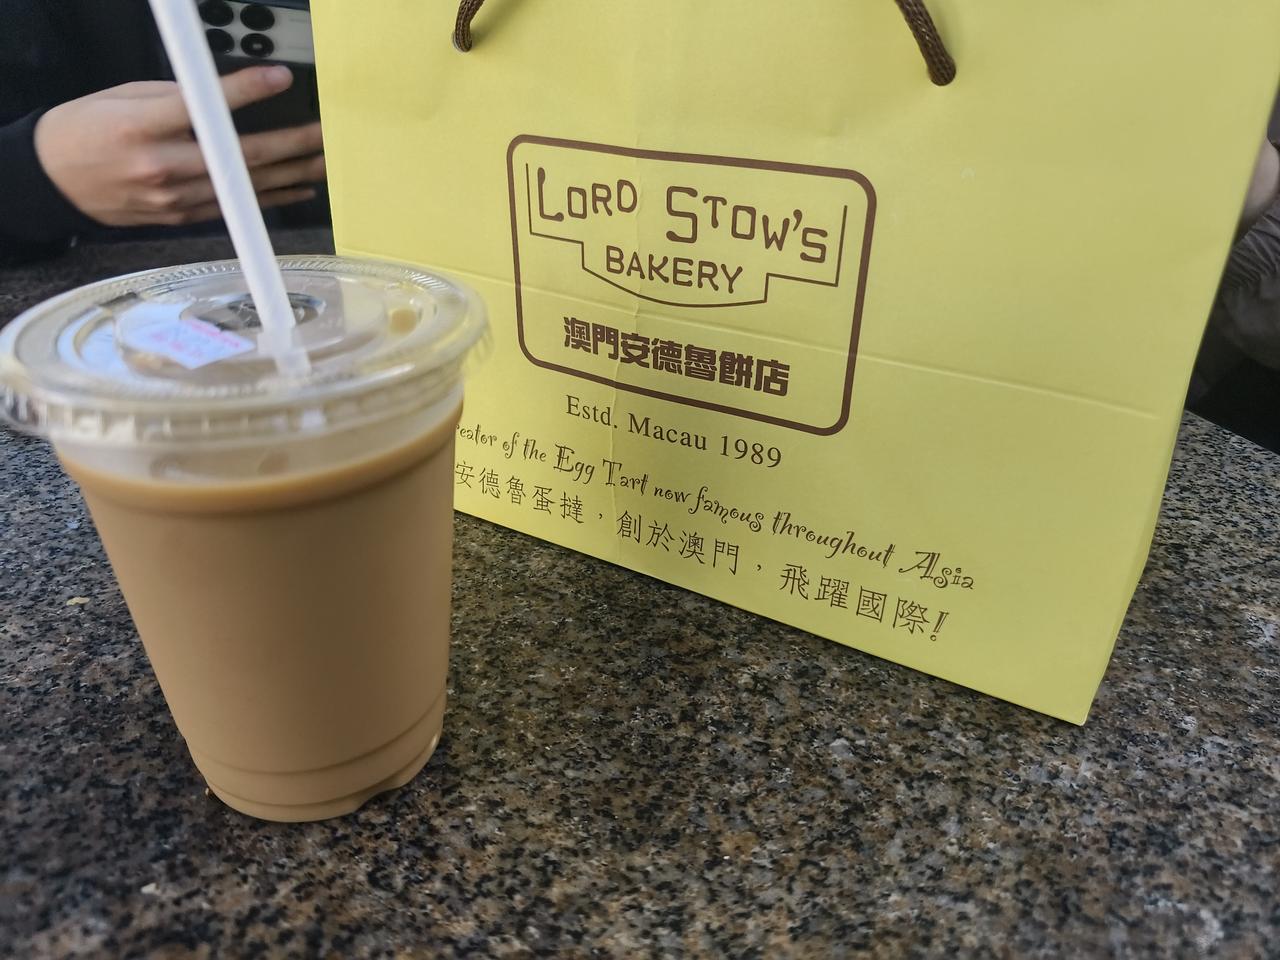 LORD STOW'S
BAKERY
澳門安德魯餅店
Estd. Macau 1989
reator of the Egg Tart now famous throughout Asia
安德魯蛋撻，創於澳門，飛躍國際!